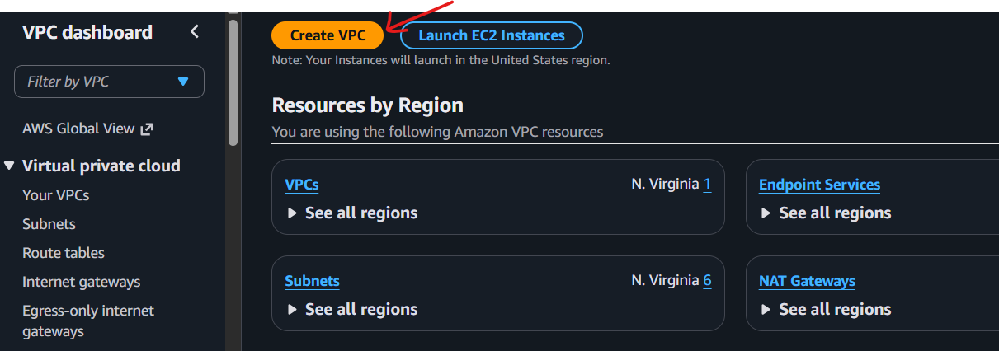 VPC dashboard
Filter by VPC
AWS Global View
Virtual private cloud
Your VPCs
Subnets
Route tables
Internet gateways
Egress-only internet
gateways
Create VPC
Launch EC2 Instances
Note: Your Instances will launch in the United States region.
Resources by Region
You are using the following Amazon VPC resources
VPCs N. Virginia 1
See all regions
Endpoint Services
See all regions
Subnets N. Virginia 6
See all regions
NAT Gateways
See all regions